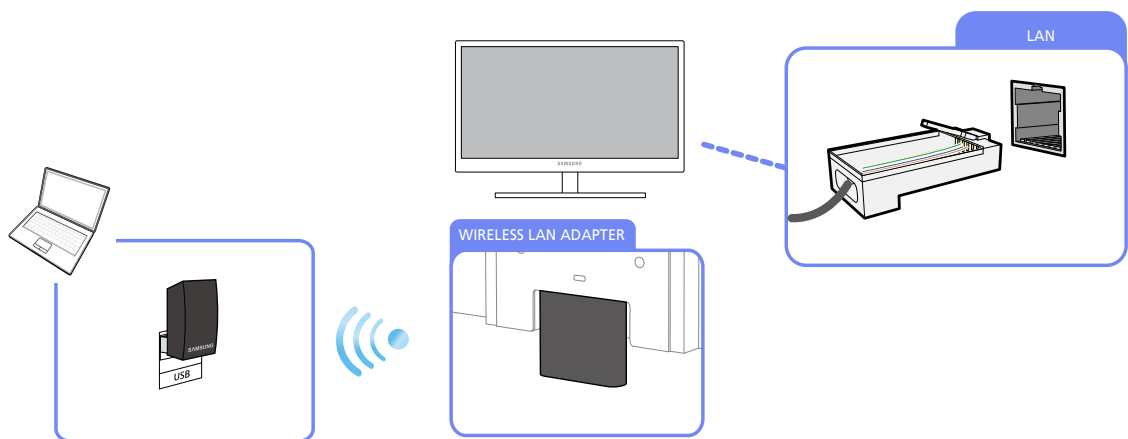 LAN
SAMSUNG
WIRELESS LAN ADAPTER
SAMSUNG
USB